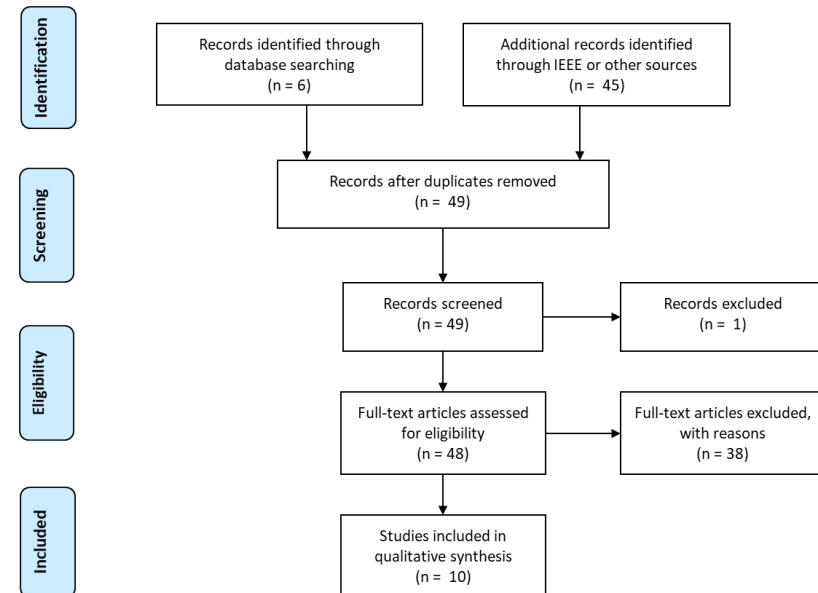 Identification
Records identified through
database searching
(n = 6)
Additional records identified
through IEEE or other sources
(n = 45)
Screening
Records after duplicates removed
(n = 49)
Records screened
(n = 49)
Records excluded
(n = 1)
Eligibility
Full-text articles assessed
for eligibility
(n = 48)
Full-text articles excluded,
with reasons
(n = 38)
Included
Studies included in
qualitative synthesis
(n = 10)